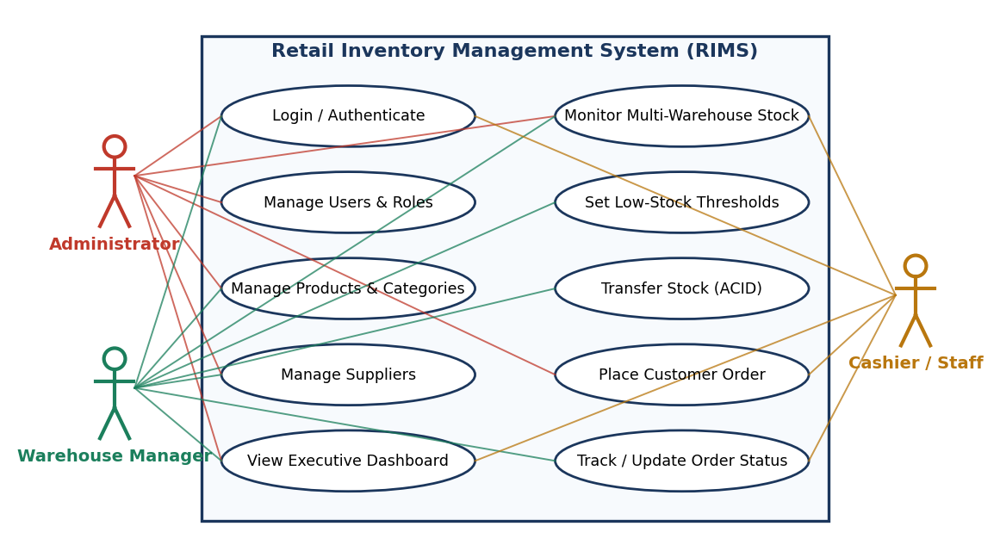 Retail Inventory Management System (RIMS)
Login / Authenticate
Monitor Multi-Warehouse Stock
Manage Users & Roles
Set Low-Stock Thresholds
Administrator
Manage Products & Categories
Transfer Stock (ACID)
Cashier / Staff
Manage Suppliers
Place Customer Order
Warehouse Manager
View Executive Dashboard
Track / Update Order Status